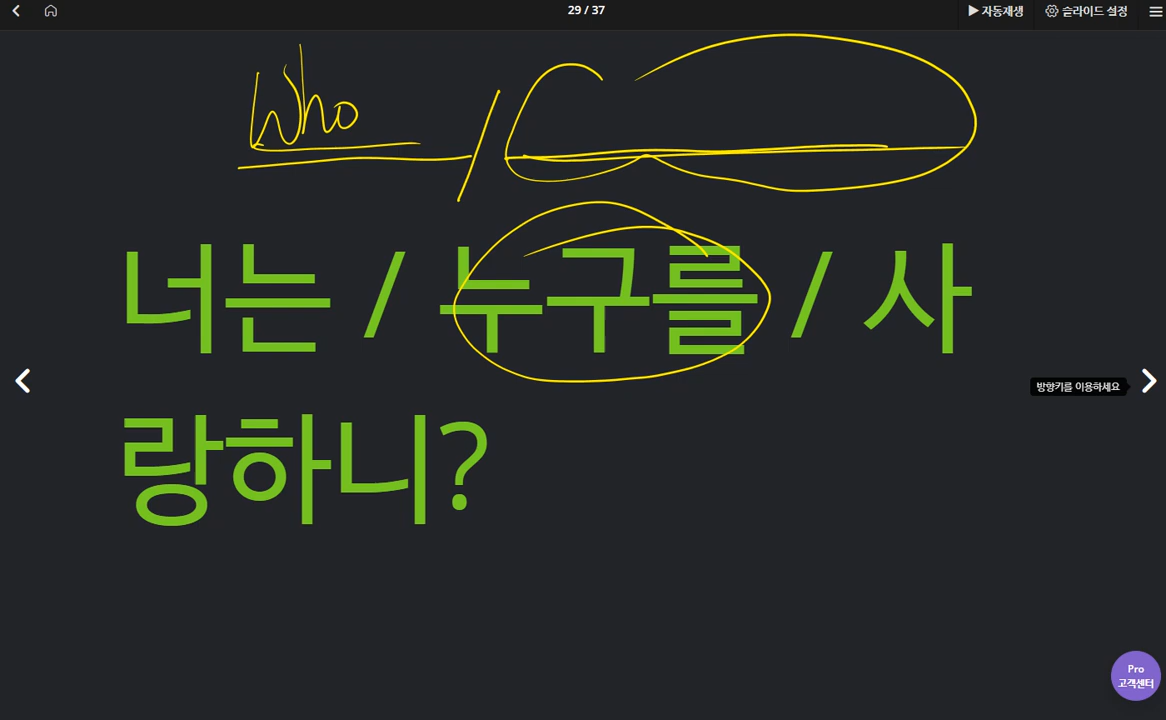 29 / 37
▶ 자동재생
슬라이드 설정
Who /
너는 / 누구를 / 사
랑하니?
방향키를 이용하세요
Pro
고객센터